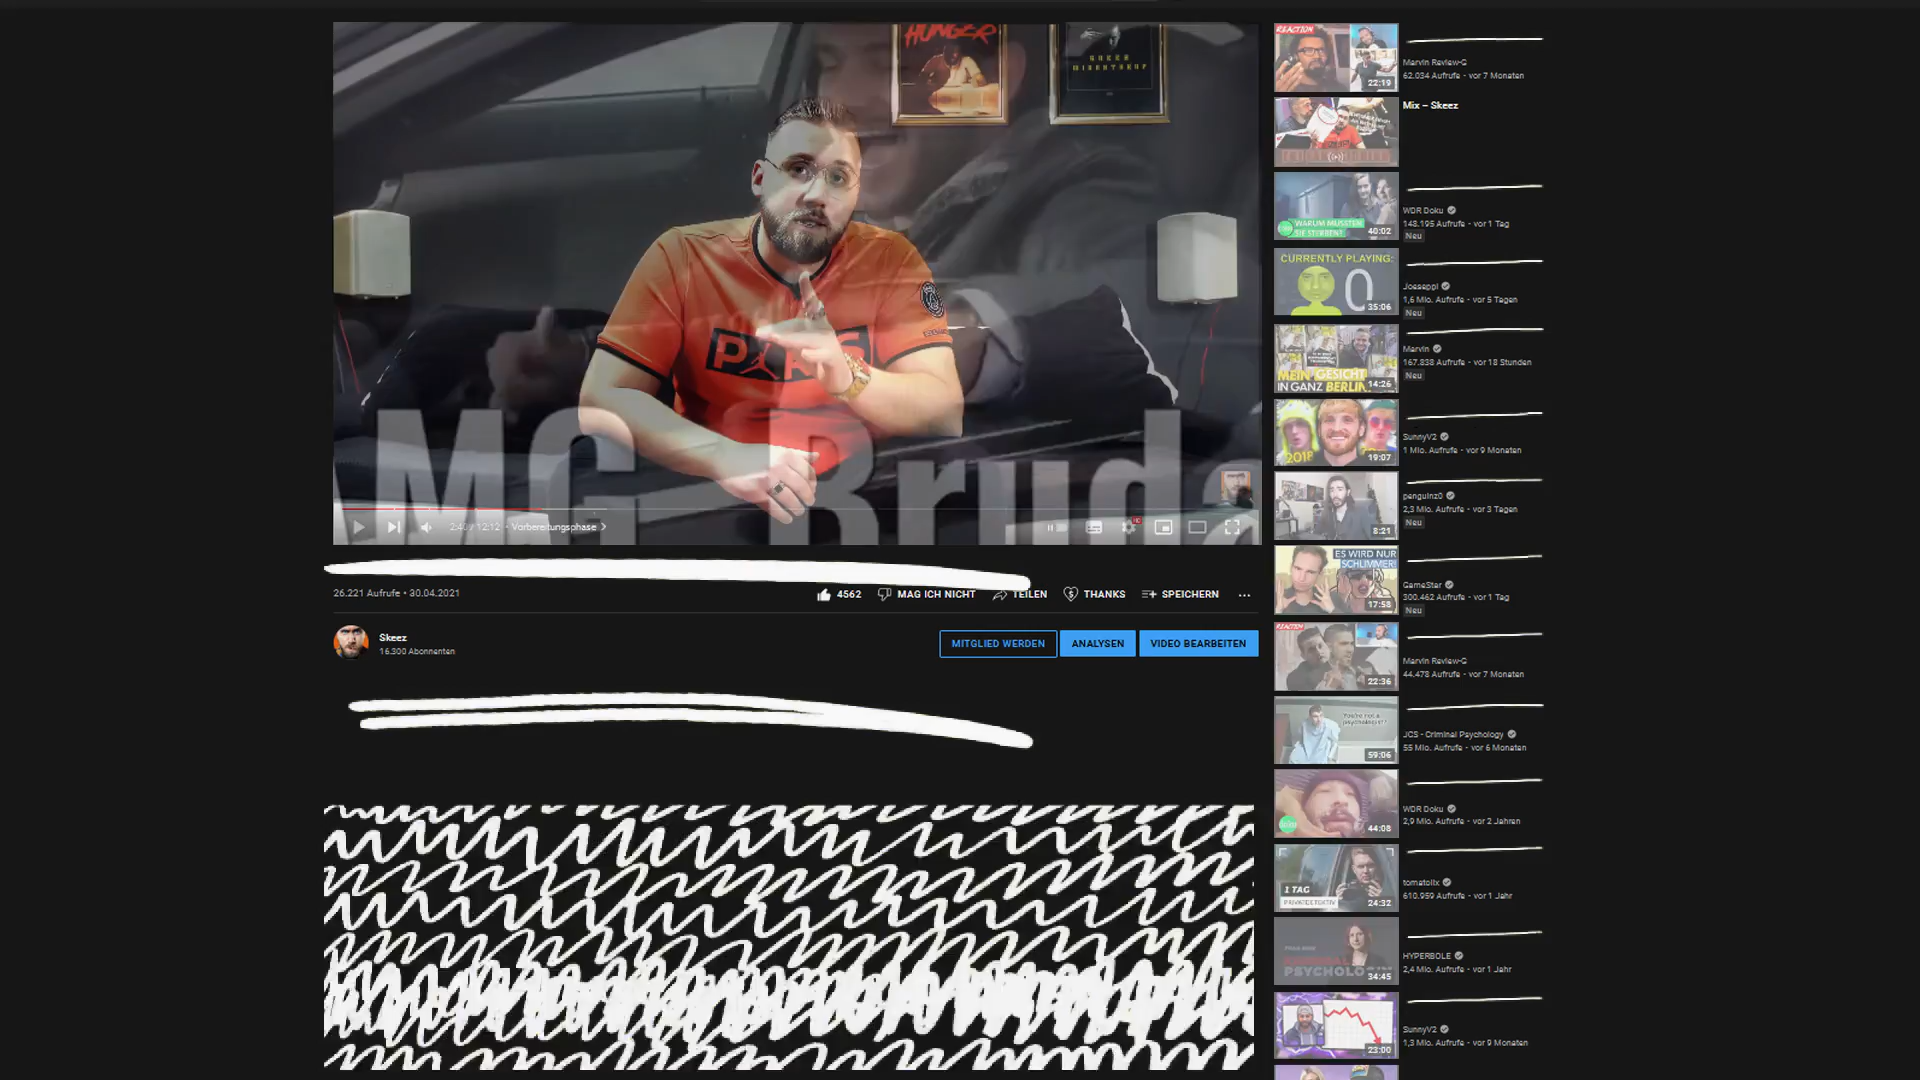 HUNGER
PARIS
MG Bruda
2:40 / 12:12 · Vorbereitungsphase
26.221 Aufrufe • 30.04.2021
4562
MAG ICH NICHT
TEILEN
THANKS
SPEICHERN
Skeez
16.300 Abonnenten
MITGLIED WERDEN
ANALYSEN
VIDEO BEARBEITEN
REACTION
22:19
Marvin Review-G
62.034 Aufrufe - vor 7 Monaten
Mix – Skeez
WARUM MUSSTEN
SIE STERBEN?
40:02
WDR Doku
148.195 Aufrufe - vor 1 Tag
Neu
CURRENTLY PLAYING:
0
35:06
Joeseppi
1,6 Mio. Aufrufe - vor 5 Tagen
Neu
MEIN GESICHT
IN GANZ BERLIN
14:26
Marvin
167.838 Aufrufe - vor 18 Stunden
Neu
2018
19:07
SunnyV2
1 Mio. Aufrufe - vor 9 Monaten
8:21
penguinz0
2,3 Mio. Aufrufe - vor 3 Tagen
Neu
ES WIRD NUR
SCHLIMMER!
17:58
GameStar
300.462 Aufrufe - vor 1 Tag
Neu
REACTION
22:36
Marvin Review-G
44.478 Aufrufe - vor 7 Monaten
You're not a
psychologist?
59:06
JCS - Criminal Psychology
55 Mio. Aufrufe - vor 6 Monaten
44:08
WDR Doku
2,9 Mio. Aufrufe - vor 2 Jahren
1 TAG
PRIVATDETEKTIV
24:32
tomatolix
610.959 Aufrufe - vor 1 Jahr
PSYCHOLO
34:45
HYPERBOLE
2,4 Mio. Aufrufe - vor 1 Jahr
23:00
SunnyV2
1,3 Mio. Aufrufe - vor 9 Monaten